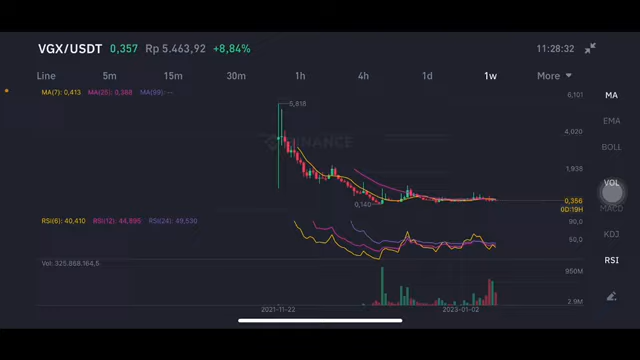 VGX/USDT 0,357 Rp 5.463,92 +8,84% 11:28:32
Line 5m 15m 30m 1h 4h 1d 1w More
MA(7): 0,413 MA(25): 0,368 MA(99): --
6,101
5,818
4,020
BINANCE
1,938
0,140
0,356
0D:19H
RSI(6): 40,410 RSI(12): 44,895 RSI(24): 49,530
90,0
50,0
Vol: 325.868.164,5
950M
2.9M
2021-11-22 2023-01-02
MA
EMA
BOLL
VOL
MACD
KDJ
RSI